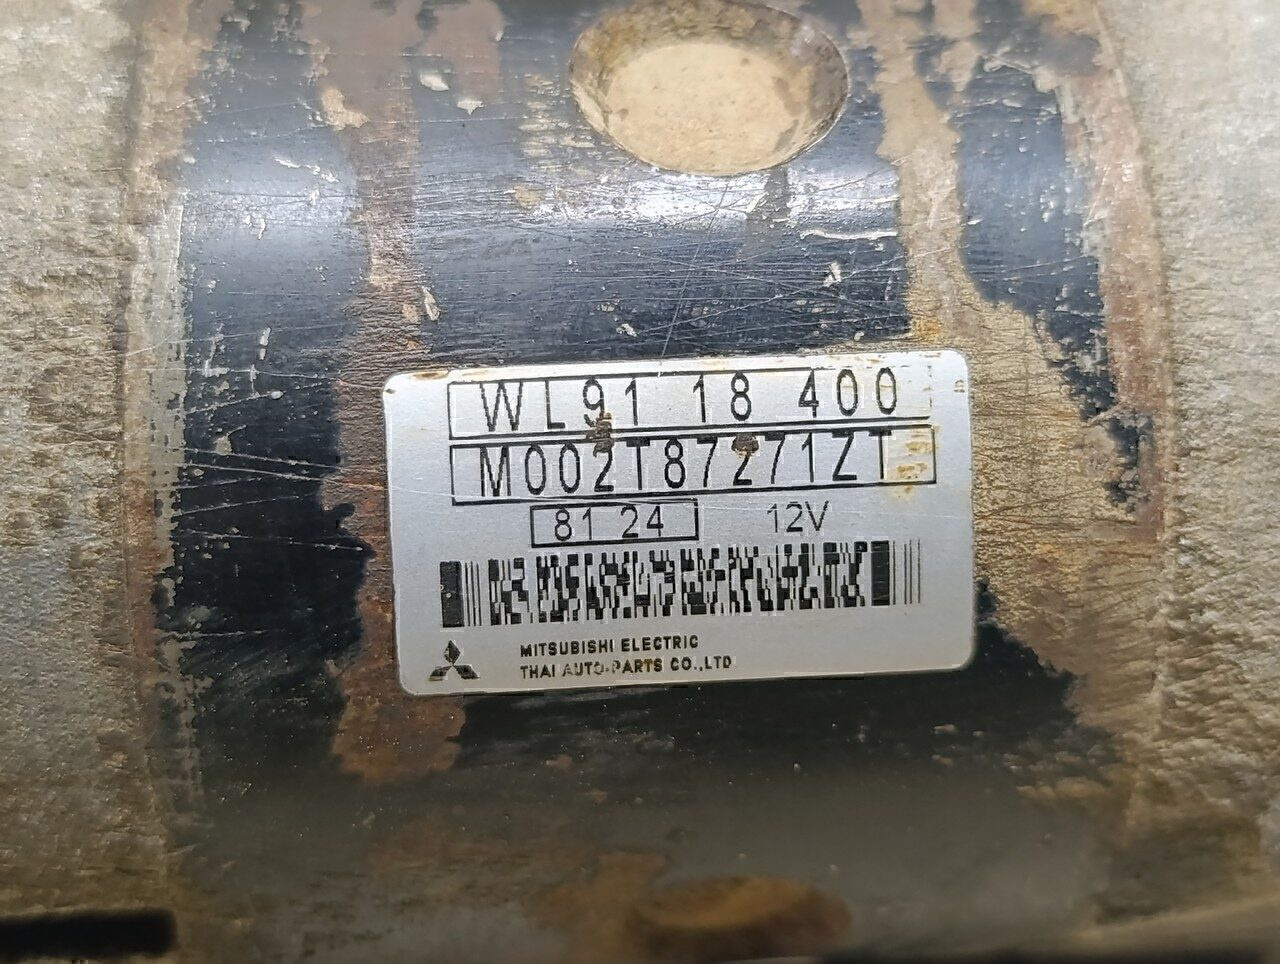 WL91 18 400
M002T87271ZT
81 24 12V
MITSUBISHI ELECTRIC
THAI AUTO-PARTS CO.,LTD